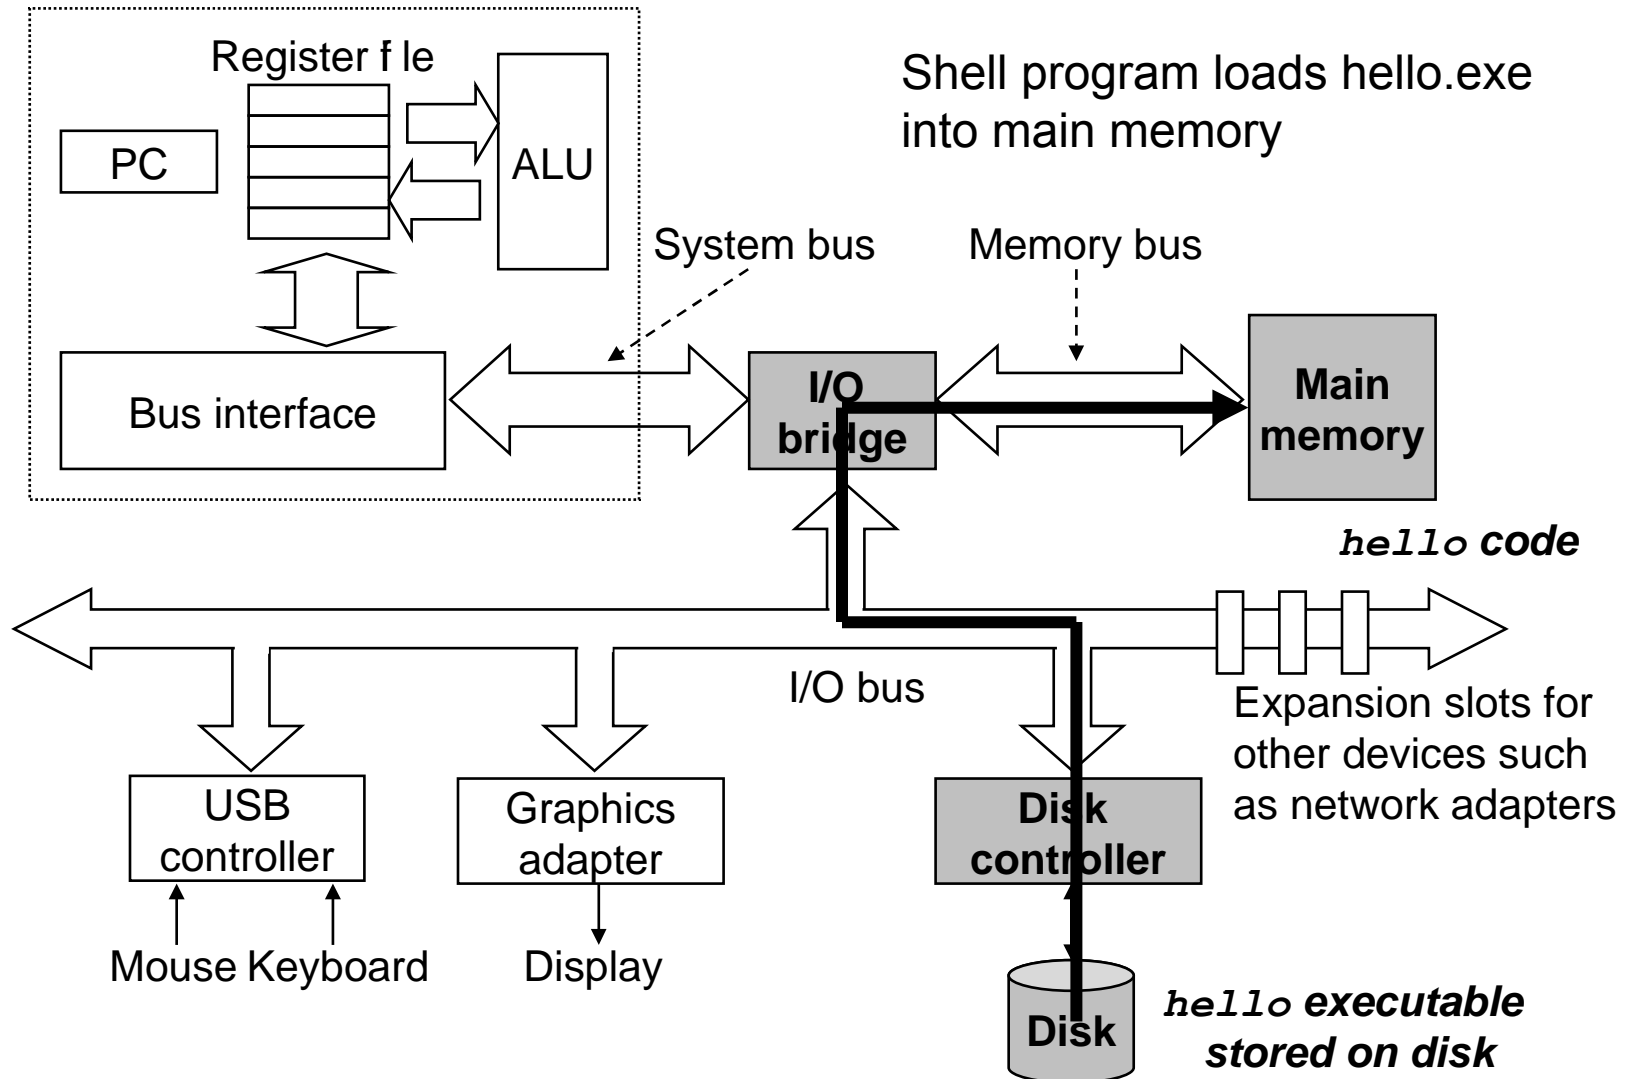 Register f le
Shell program loads hello.exe
into main memory
PC
ALU
System bus
Memory bus
Bus interface
I/O
bridge
Main
memory
hello code
I/O bus
Expansion slots for
other devices such
as network adapters
USB
controller
Graphics
adapter
Disk
controller
Mouse Keyboard
Display
Disk
hello executable
stored on disk